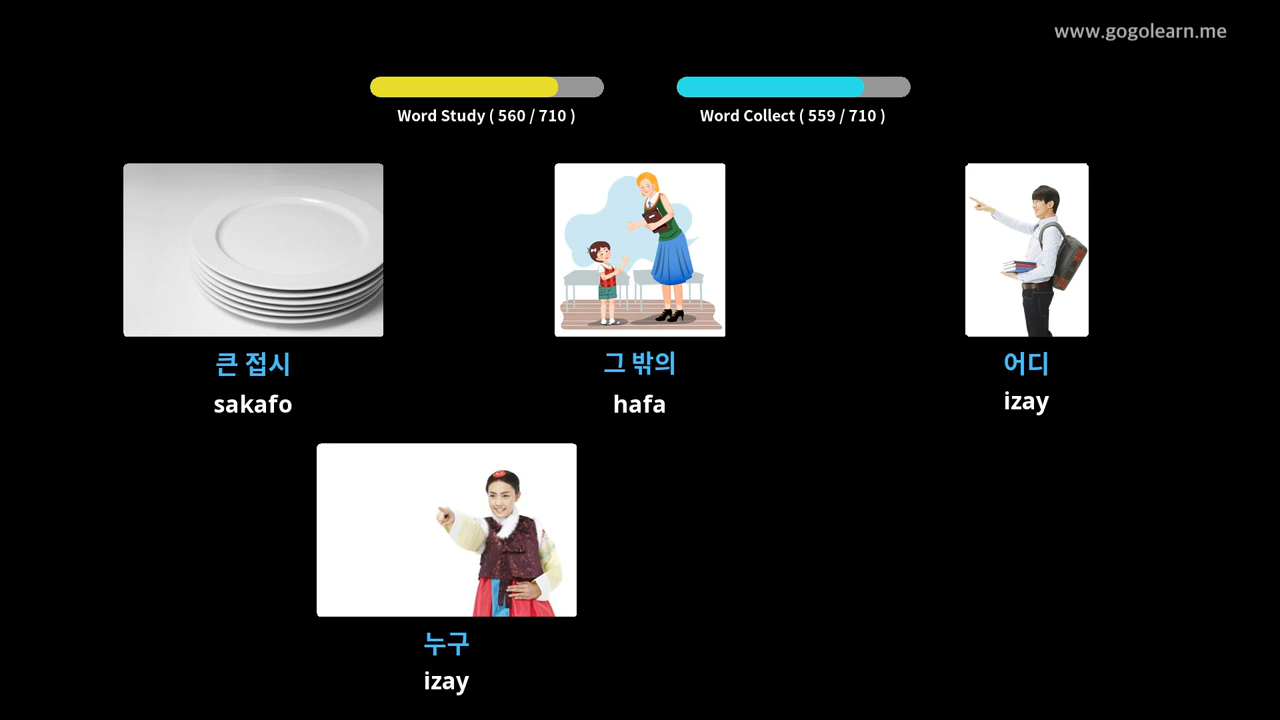 www.gogolearn.me
Word Study ( 560 / 710 )
Word Collect ( 559 / 710 )
큰 접시
sakafo
그 밖의
hafa
어디
izay
누구
izay